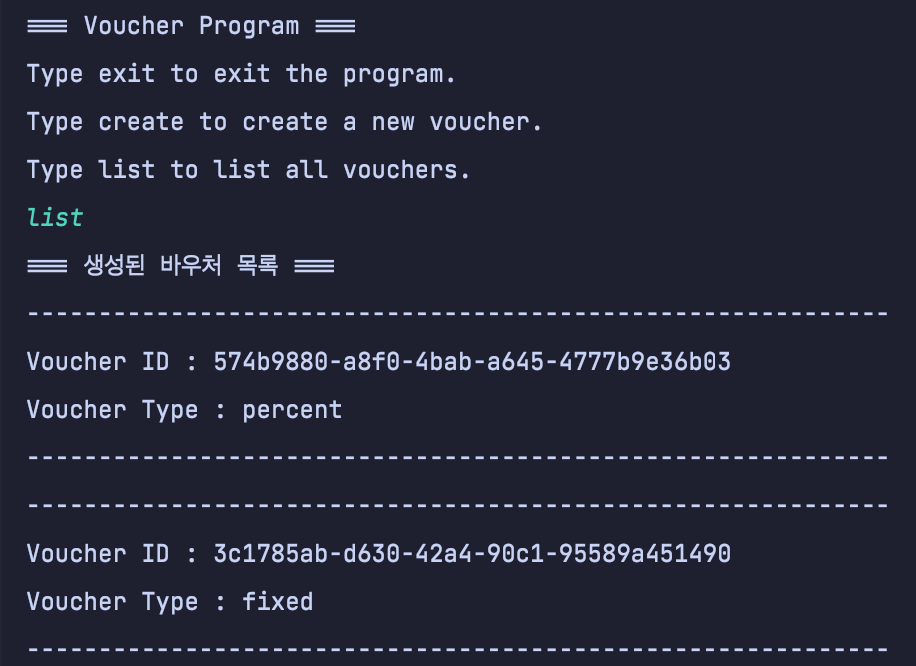 === Voucher Program ===
Type exit to exit the program.
Type create to create a new voucher.
Type list to list all vouchers.
list
=== 생성된 바우처 목록 ===
------------------------------------------------------------
Voucher ID : 574b9880-a8f0-4bab-a645-4777b9e36b03
Voucher Type : percent
------------------------------------------------------------
------------------------------------------------------------
Voucher ID : 3c1785ab-d630-42a4-90c1-95589a451490
Voucher Type : fixed
------------------------------------------------------------